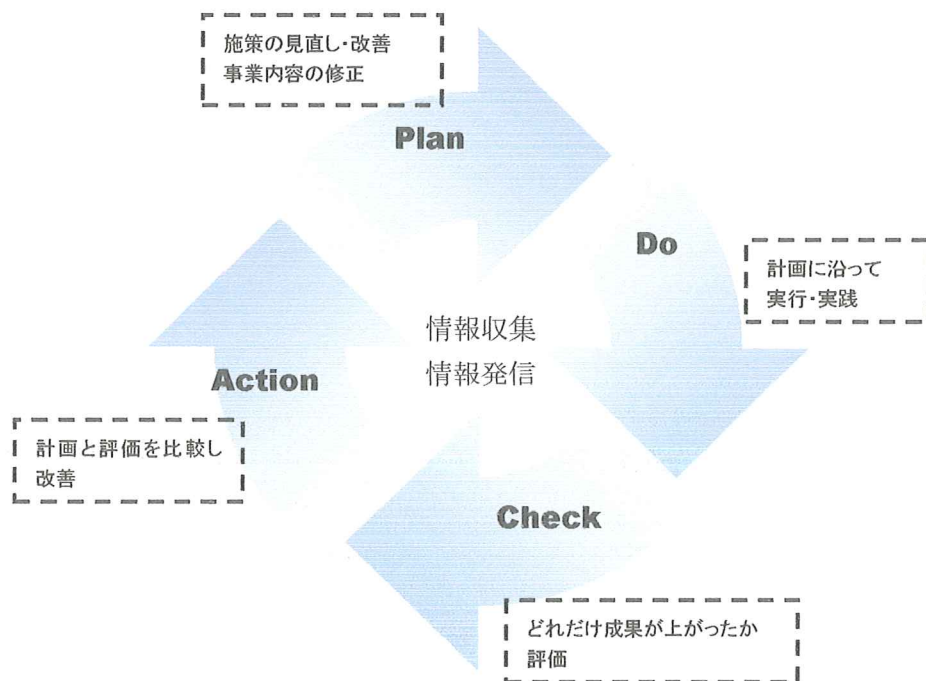 施策の見直し・改善
事業内容の修正
Plan
Do
計画に沿って
実行・実践
情報収集
情報発信
Action
計画と評価を比較し
改善
Check
どれだけ成果が上がったか
評価